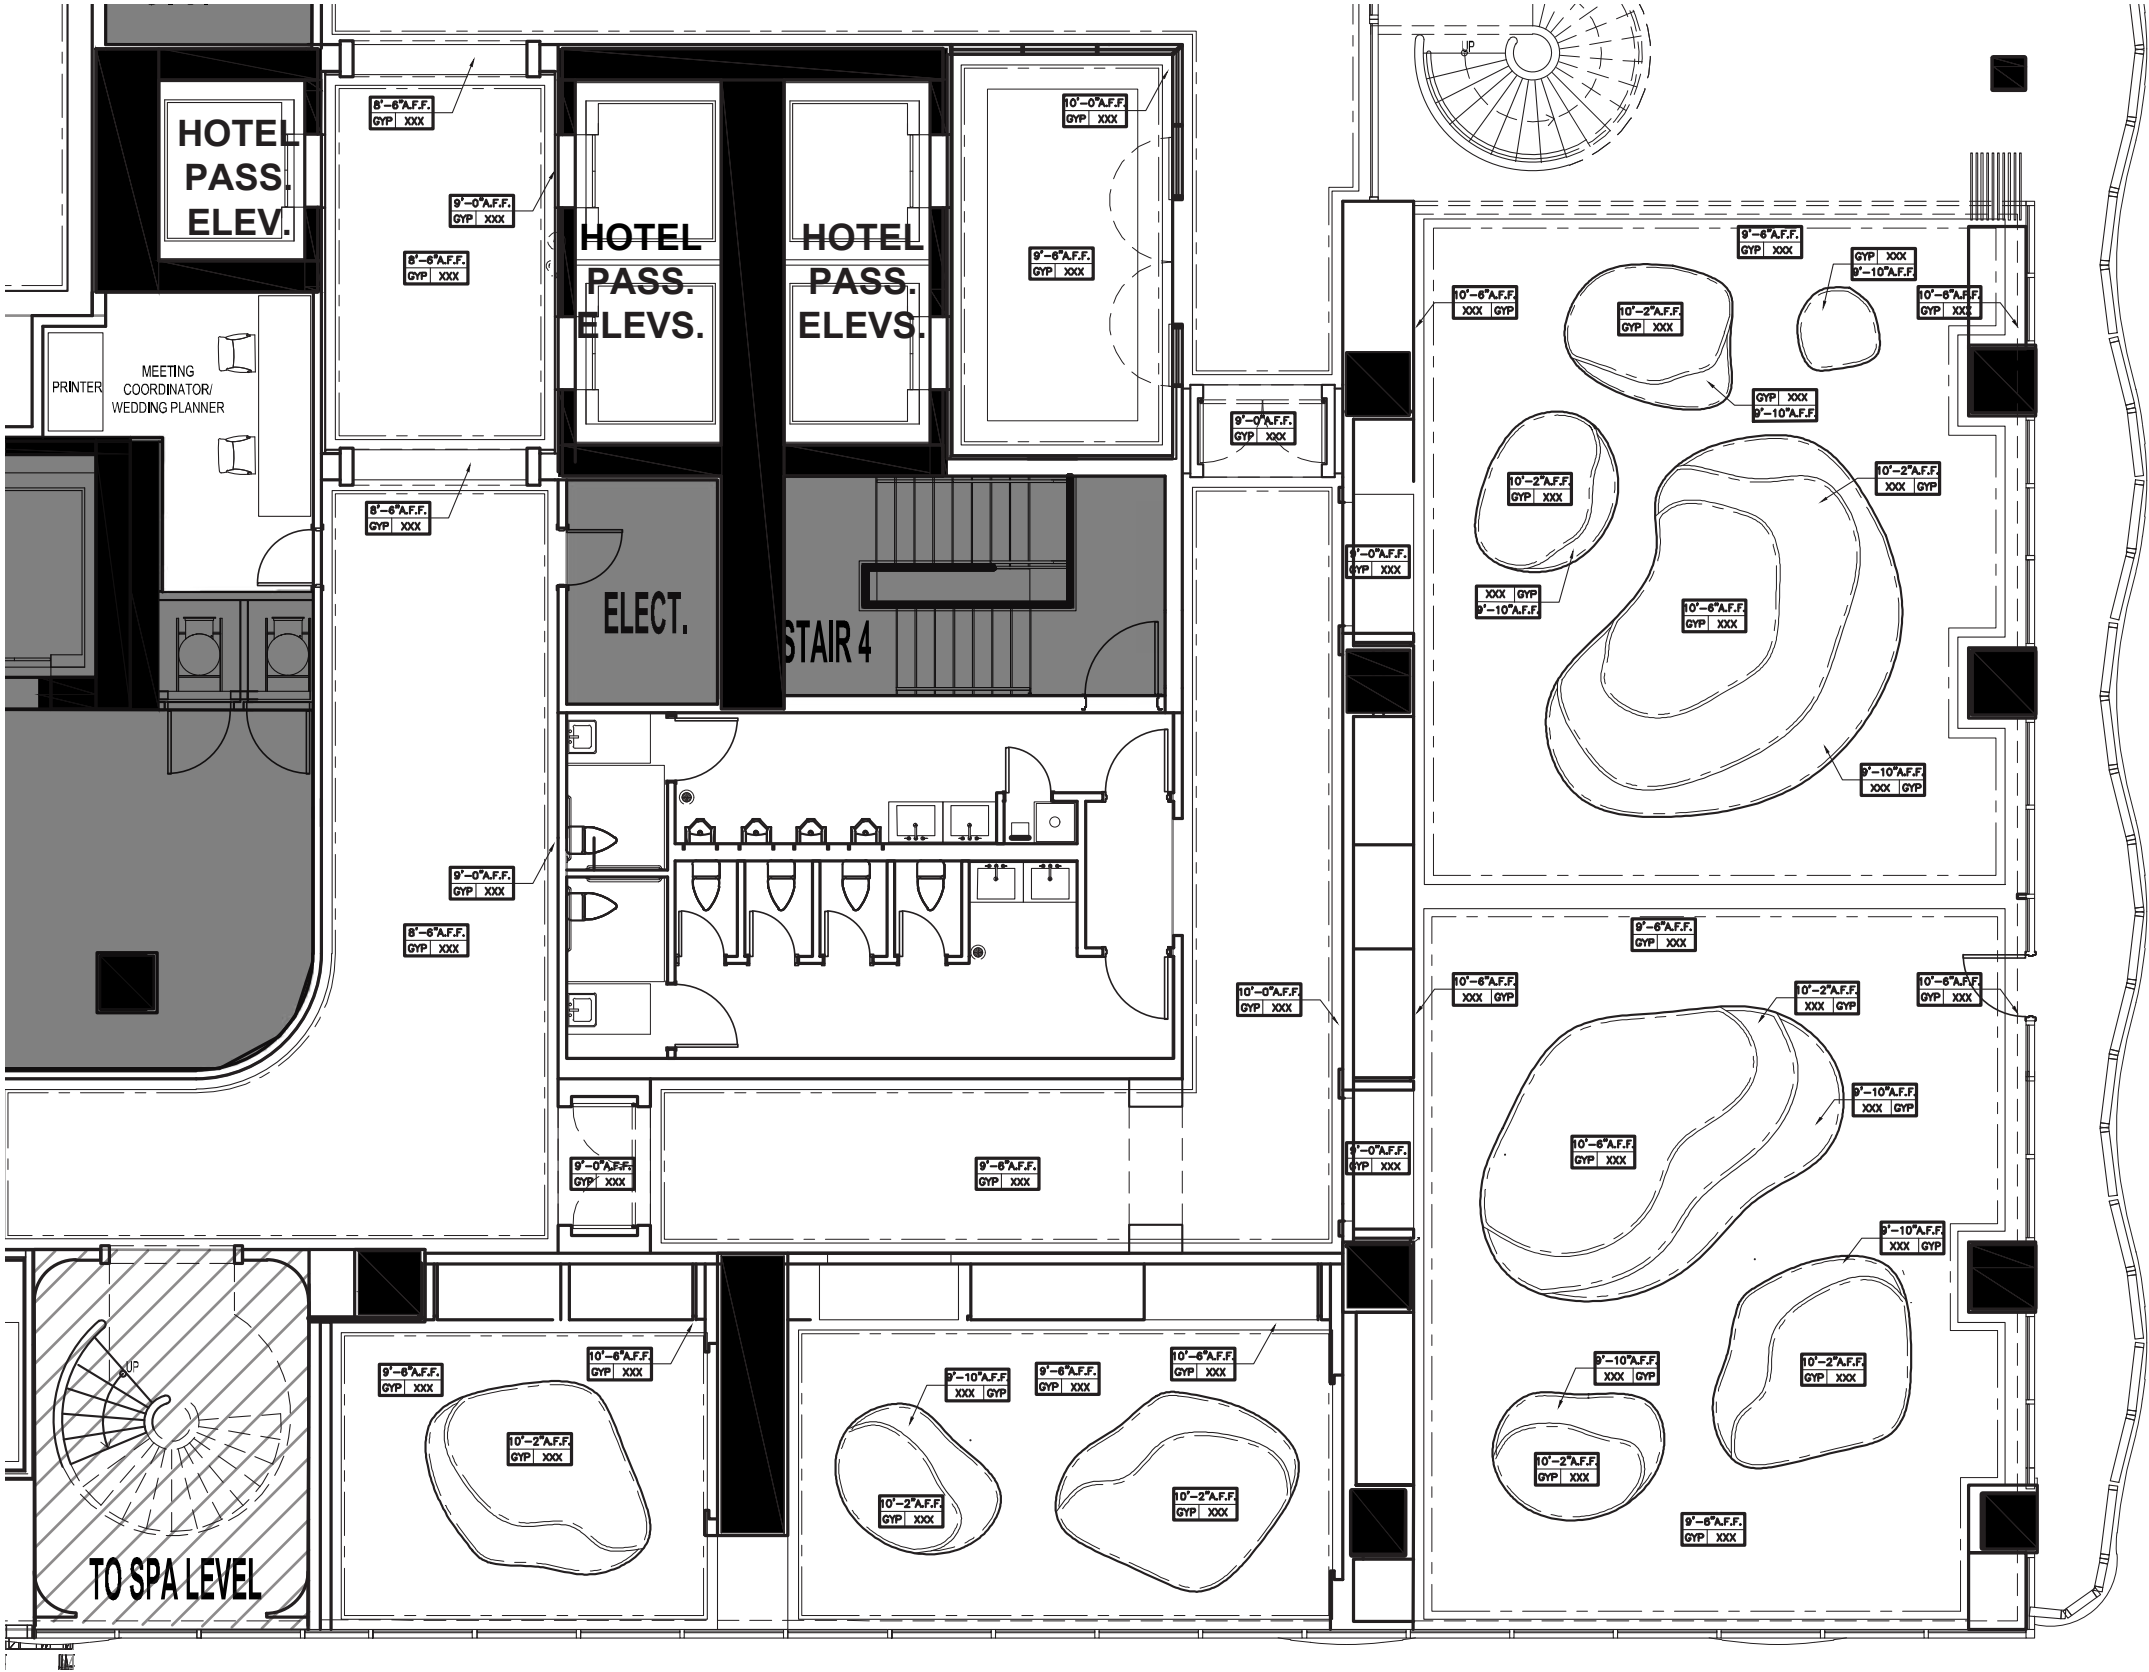 UP
8'-6"A.F.F.
GYP XXX
10'-0"A.F.F.
GYP XXX
HOTEL
PASS.
ELEV.
9'-0"A.F.F.
GYP XXX
8'-6"A.F.F.
GYP XXX
HOTEL
PASS.
ELEVS.
HOTEL
PASS.
ELEVS.
9'-6"A.F.F.
GYP XXX
9'-6"A.F.F.
GYP XXX
GYP XXX
9'-10"A.F.F.
10'-6"A.F.F.
XXX GYP
10'-2"A.F.F.
GYP XXX
10'-6"A.F.F.
GYP XXX
PRINTER
MEETING
COORDINATOR/
WEDDING PLANNER
GYP XXX
9'-10"A.F.F.
9'-0"A.F.F.
GYP XXX
10'-2"A.F.F.
GYP XXX
10'-2"A.F.F.
XXX GYP
8'-6"A.F.F.
GYP XXX
9'-0"A.F.F.
GYP XXX
XXX GYP
9'-10"A.F.F.
10'-6"A.F.F.
GYP XXX
ELECT.
STAIR 4
9'-10"A.F.F.
XXX GYP
9'-0"A.F.F.
GYP XXX
8'-6"A.F.F.
GYP XXX
9'-6"A.F.F.
GYP XXX
10'-0"A.F.F.
GYP XXX
10'-6"A.F.F.
XXX GYP
10'-2"A.F.F.
XXX GYP
10'-6"A.F.F.
GYP XXX
9'-10"A.F.F.
XXX GYP
9'-0"A.F.F.
GYP XXX
9'-6"A.F.F.
GYP XXX
9'-0"A.F.F.
GYP XXX
10'-6"A.F.F.
GYP XXX
9'-10"A.F.F.
XXX GYP
UP
9'-6"A.F.F.
GYP XXX
10'-6"A.F.F.
GYP XXX
9'-10"A.F.F.
XXX GYP
9'-6"A.F.F.
GYP XXX
10'-6"A.F.F.
GYP XXX
9'-10"A.F.F.
XXX GYP
10'-2"A.F.F.
GYP XXX
10'-2"A.F.F.
GYP XXX
10'-2"A.F.F.
GYP XXX
10'-2"A.F.F.
GYP XXX
10'-2"A.F.F.
GYP XXX
9'-6"A.F.F.
GYP XXX
TO SPA LEVEL